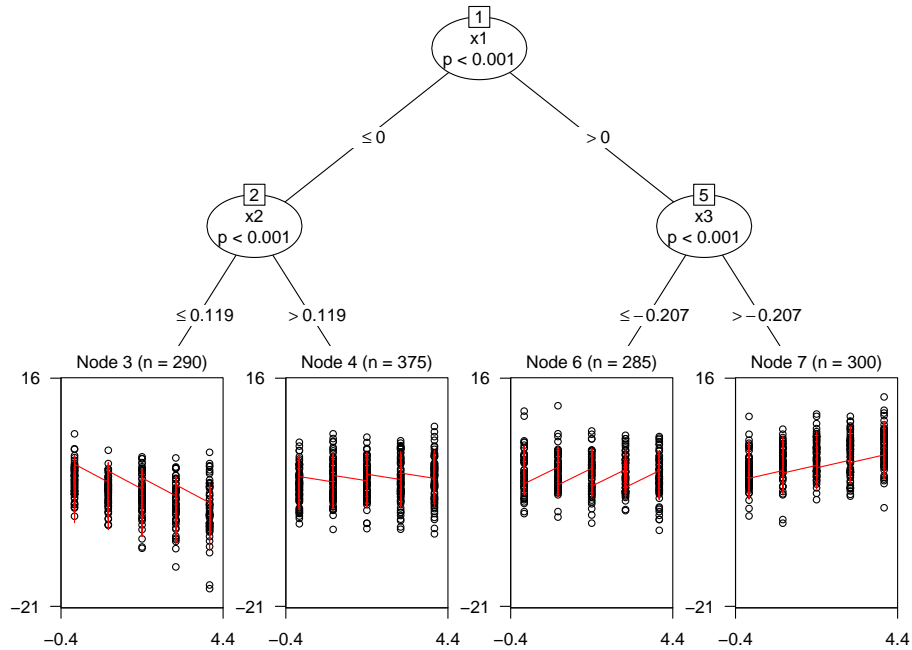 1
x1
p < 0.001
≤ 0
> 0
2
x2
p < 0.001
5
x3
p < 0.001
≤ 0.119
> 0.119
≤ −0.207
> −0.207
Node 3 (n = 290)
Node 4 (n = 375)
Node 6 (n = 285)
Node 7 (n = 300)
16
16
16
16
−21
−21
−21
−21
−0.4
4.4
−0.4
4.4
−0.4
4.4
−0.4
4.4